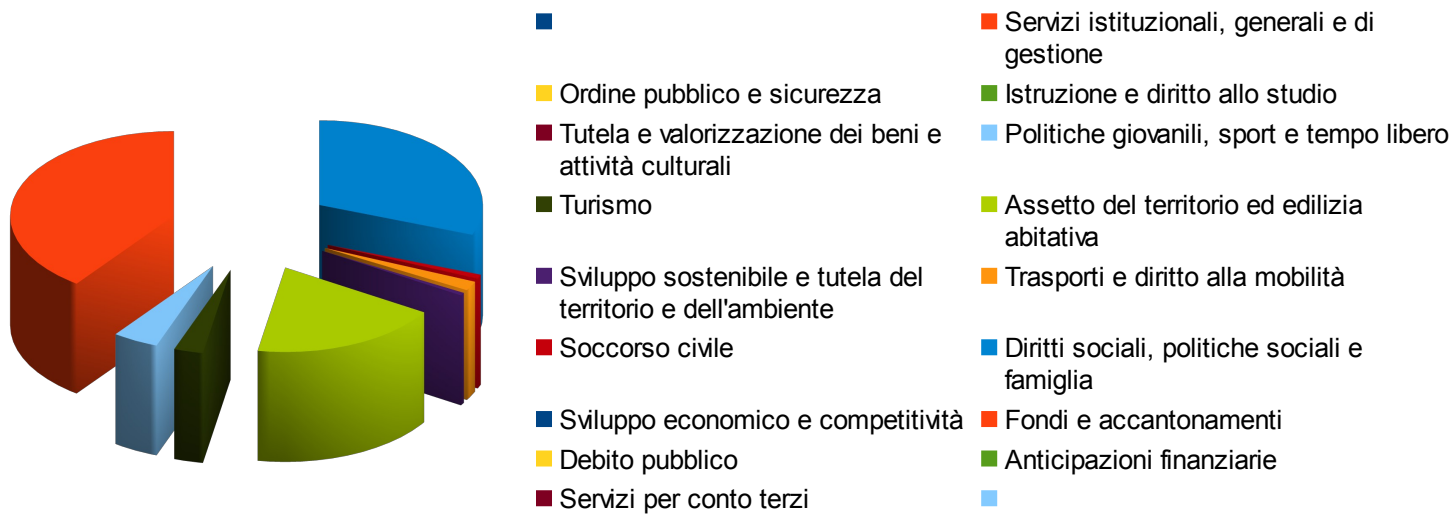 Servizi istituzionali, generali e di
gestione
Ordine pubblico e sicurezza
Istruzione e diritto allo studio
Tutela e valorizzazione dei beni e
attività culturali
Politiche giovanili, sport e tempo libero
Turismo
Assetto del territorio ed edilizia
abitativa
Sviluppo sostenibile e tutela del
territorio e dell'ambiente
Trasporti e diritto alla mobilità
Soccorso civile
Diritti sociali, politiche sociali e
famiglia
Sviluppo economico e competitività
Fondi e accantonamenti
Debito pubblico
Anticipazioni finanziarie
Servizi per conto terzi